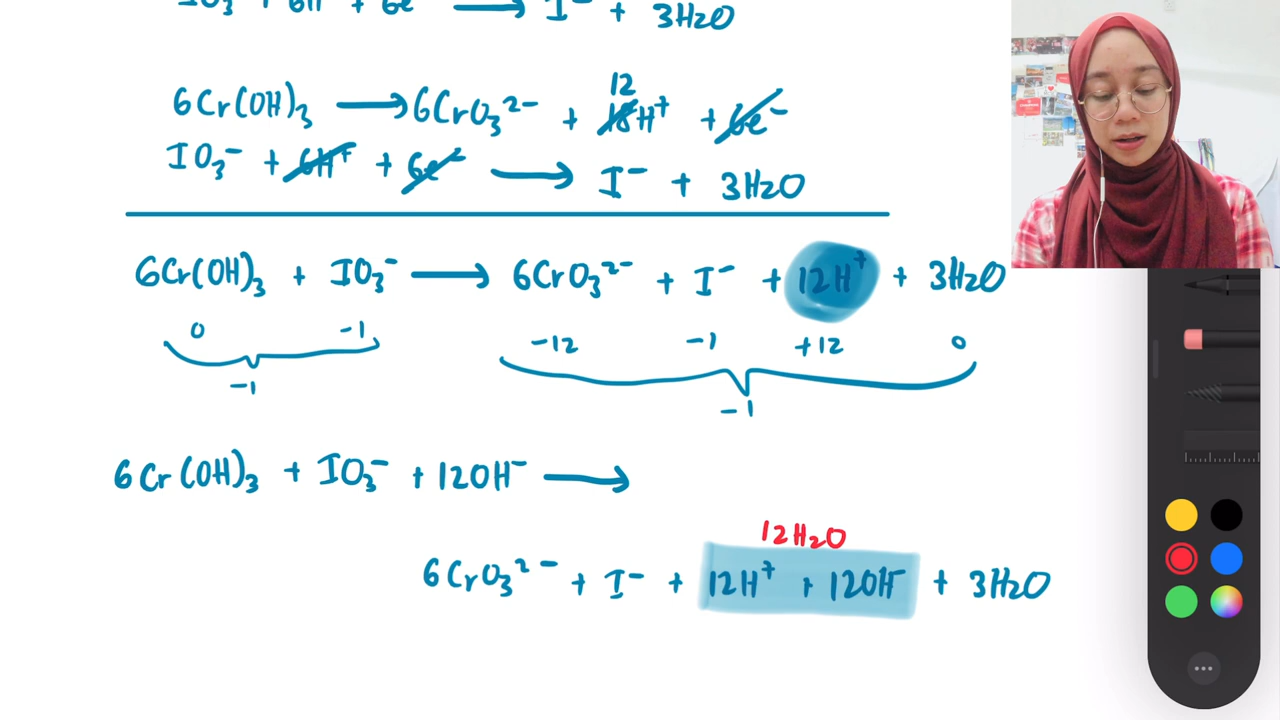 IO₃⁻ + 6H⁺ + 6e⁻ ⟶ I⁻ + 3H₂O
6Cr(OH)₃ ⟶ 6CrO₃²⁻ + 12 18H⁺ + 6e⁻
IO₃⁻ + 6H⁺ + 6e⁻ ⟶ I⁻ + 3H₂O
6Cr(OH)₃ + IO₃⁻ ⟶ 6CrO₃²⁻ + I⁻ + 12H⁺ + 3H₂O
0 -1 -12 -1 +12 0
-1 -1
6Cr(OH)₃ + IO₃⁻ + 12OH⁻ ⟶
12H₂O
6CrO₃²⁻ + I⁻ + 12H⁺ + 12OH⁻ + 3H₂O